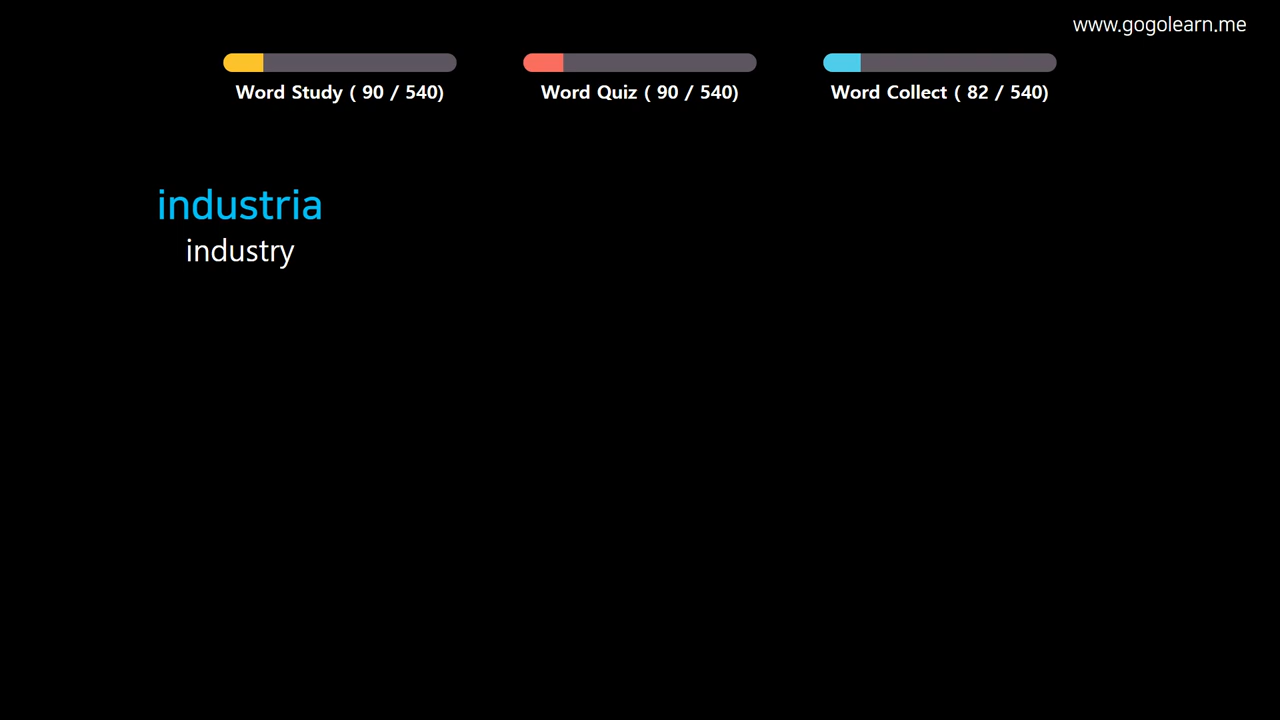 www.gogolearn.me
Word Study ( 90 / 540)
Word Quiz ( 90 / 540)
Word Collect ( 82 / 540)
industria
industry